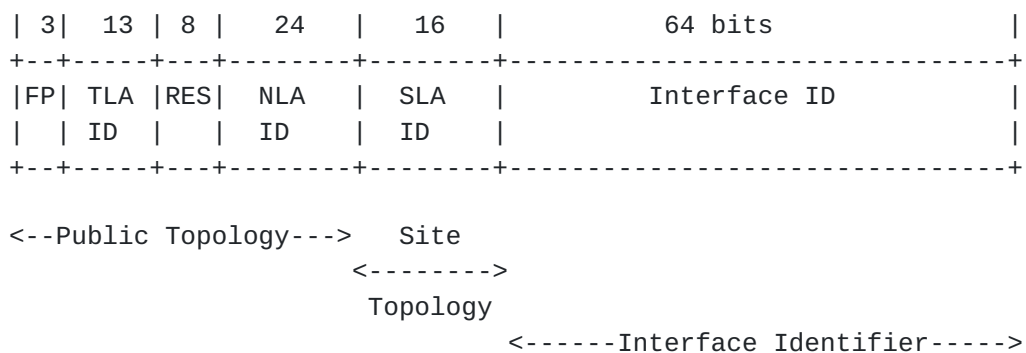 | 3|  13 | 8 |   24   |   16   |          64 bits               |
+--+-----+---+--------+--------+--------------------------------+
|FP| TLA |RES|  NLA   |  SLA   |         Interface ID           |
|  | ID  |   |  ID    |  ID    |                                |
+--+-----+---+--------+--------+--------------------------------+
<--Public Topology--->   Site
                      <-------->
                       Topology
                                <------Interface Identifier----->